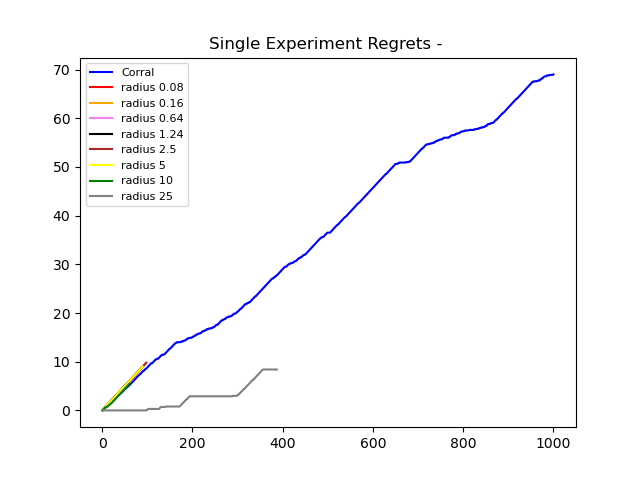 Single Experiment Regrets -
70
60
50
40
30
20
10
0
Corral
radius 0.08
radius 0.16
radius 0.64
radius 1.24
radius 2.5
radius 5
radius 10
radius 25
0
200
400
600
800
1000